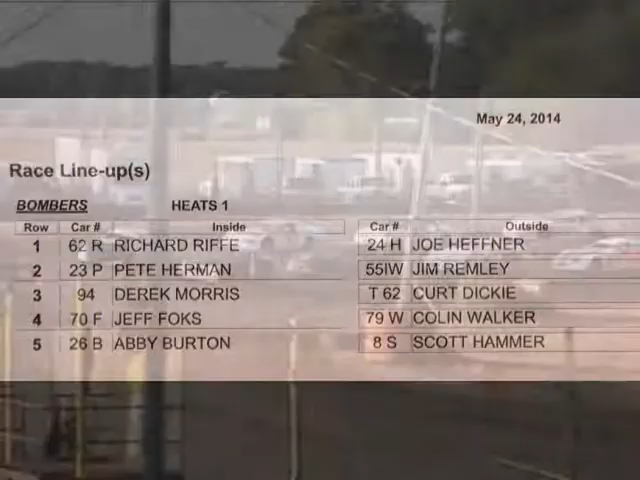 May 24, 2014
Race Line-up(s)
BOMBERS HEATS 1
Row Car # Inside Car # Outside
1 62 R RICHARD RIFFE 24 H JOE HEFFNER
2 23 P PETE HERMAN 55IW JIM REMLEY
3 94 DEREK MORRIS T 62 CURT DICKIE
4 70 F JEFF FOKS 79 W COLIN WALKER
5 26 B ABBY BURTON 8 S SCOTT HAMMER